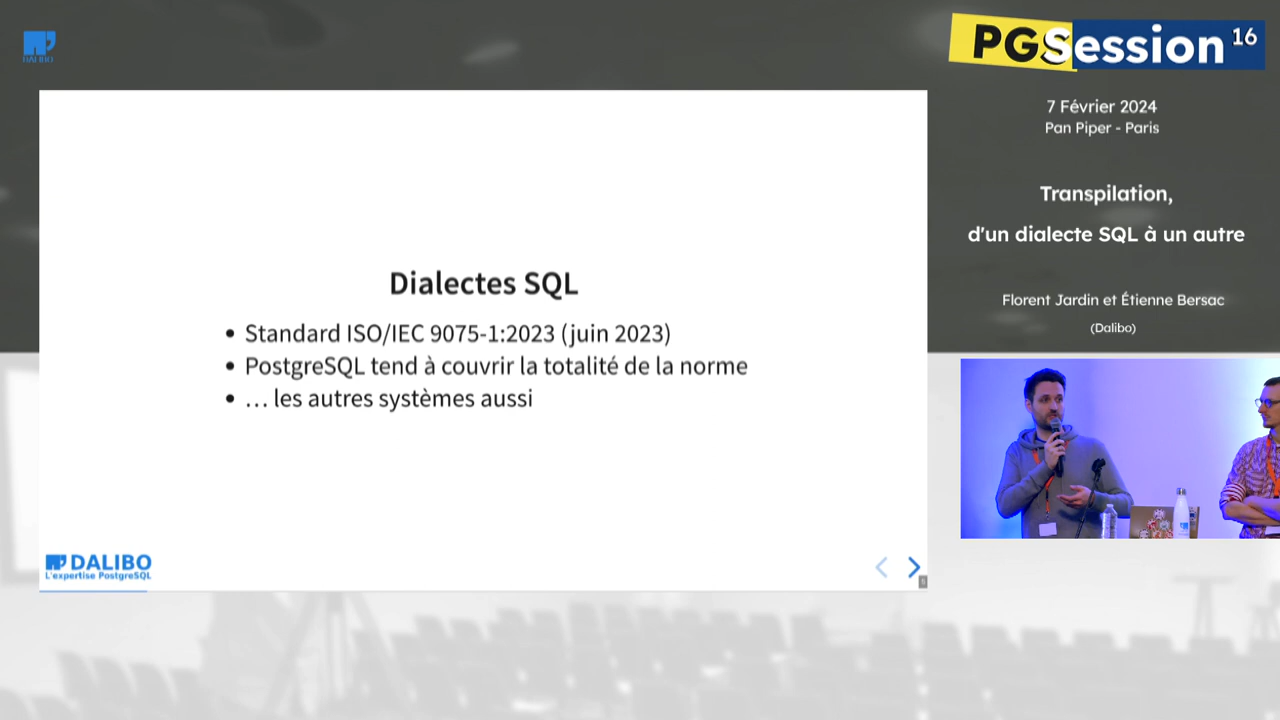 DALIBO
PGSession 16
7 Février 2024
Pan Piper - Paris
Transpilation,
d'un dialecte SQL à un autre
Florent Jardin et Étienne Bersac
(Dalibo)
Dialectes SQL
• Standard ISO/IEC 9075-1:2023 (juin 2023)
• PostgreSQL tend à couvrir la totalité de la norme
• … les autres systèmes aussi
DALIBO
L'expertise PostgreSQL